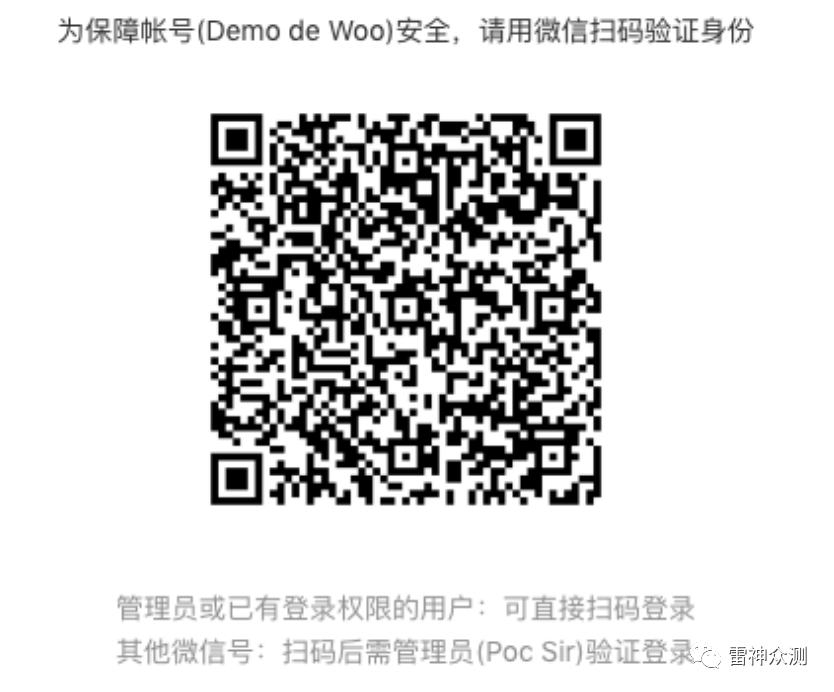 为保障帐号(Demo de Woo)安全，请用微信扫码验证身份
管理员或已有登录权限的用户：可直接扫码登录
其他微信号：扫码后需管理员(Poc Sir)验证登录
雷神众测